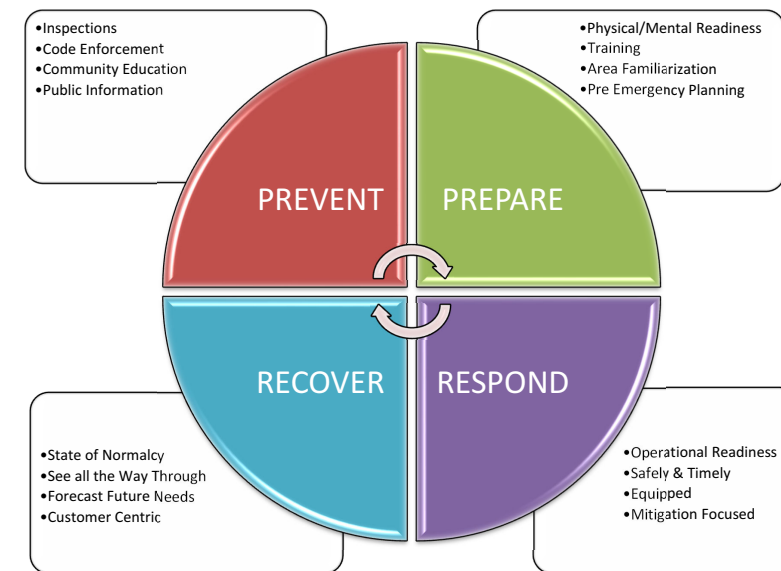 •Inspections
•Code Enforcement
•Community Education
•Public Information
•Physical/Mental Readiness
•Training
•Area Familiarization
•Pre Emergency Planning
PREVENT
PREPARE
RECOVER
RESPOND
•State of Normalcy
•See all the Way Through
•Forecast Future Needs
•Customer Centric
•Operational Readiness
•Safely & Timely
•Equipped
•Mitigation Focused